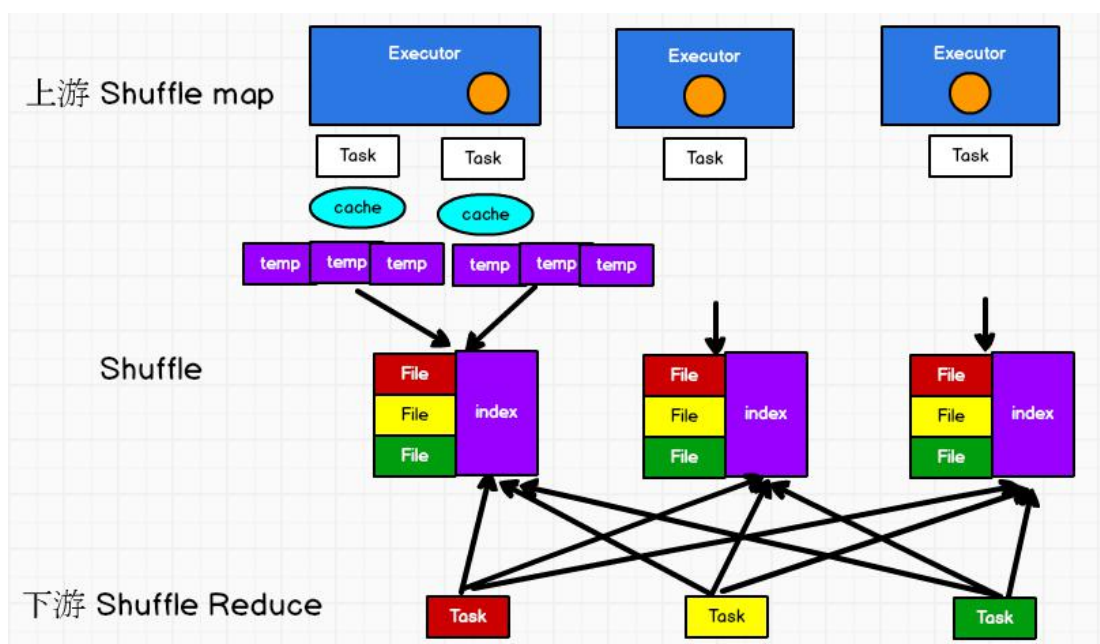 Executor
Executor
Executor
上游 Shuffle map
Task
Task
Task
Task
cache
cache
temp
temp
temp
temp
temp
temp
Shuffle
File
File
File
index
File
File
File
index
File
File
File
index
下游 Shuffle Reduce
Task
Task
Task